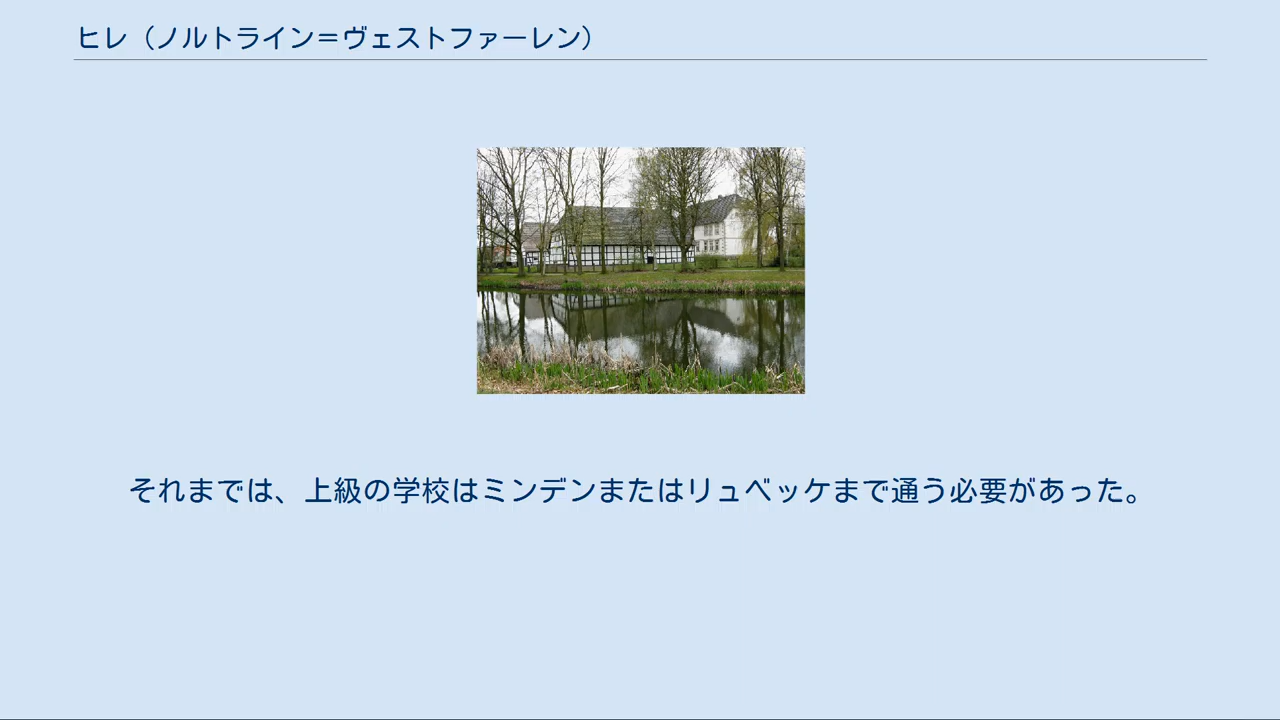 ヒレ（ノルトライン＝ヴェストファーレン）
それまでは、上級の学校はミンデンまたはリュベッケまで通う必要があった。